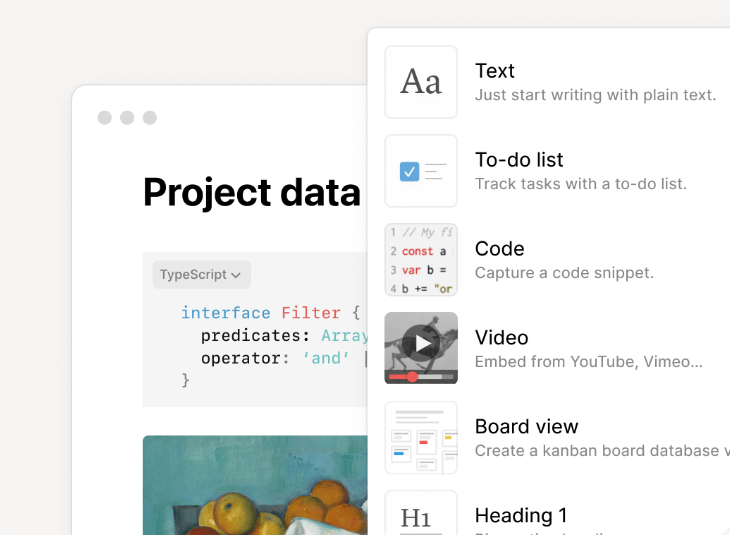 Project data
TypeScript
interface Filter {
predicates: Array
operator: ‘and’ |
}
Aa
Text
Just start writing with plain text.
To-do list
Track tasks with a to-do list.
1 // My fi
2 const a
3 var b =
4 b += "or
Code
Capture a code snippet.
Video
Embed from YouTube, Vimeo...
Board view
Create a kanban board database v
H1
Heading 1